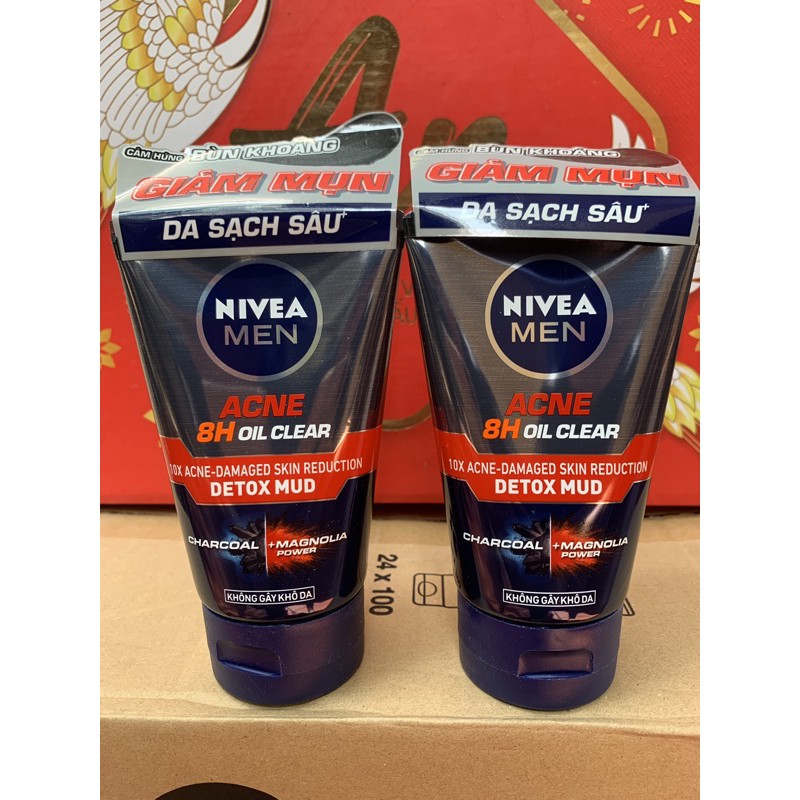 CẢM HỨNG BÙN KHOÁNG
GIẢM MỤN
DA SẠCH SÂU+
NIVEA
MEN
ACNE
8H OIL CLEAR
10X ACNE-DAMAGED SKIN REDUCTION
DETOX MUD
CHARCOAL +MAGNOLIA
POWER
KHÔNG GÂY KHÔ DA
CẢM HỨNG BÙN KHOÁNG
GIẢM MỤN
DA SẠCH SÂU+
NIVEA
MEN
ACNE
8H OIL CLEAR
10X ACNE-DAMAGED SKIN REDUCTION
DETOX MUD
CHARCOAL +MAGNOLIA
POWER
KHÔNG GÂY KHÔ DA
24 x 100